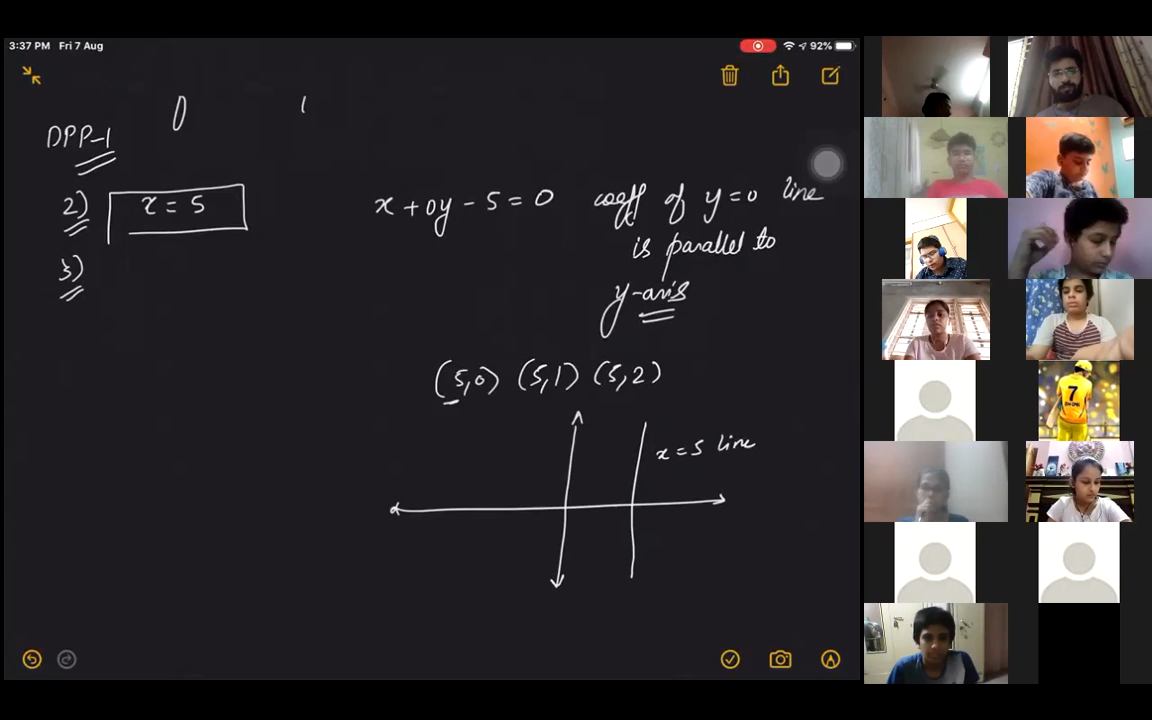 3:37 PM Fri 7 Aug
92%
DPP-1
2) x = 5
x + 0y - 5 = 0
coeff of y = 0 line
is parallel to
y-axis
3)
(5,0) (5,1) (5,2)
x = 5 line
7